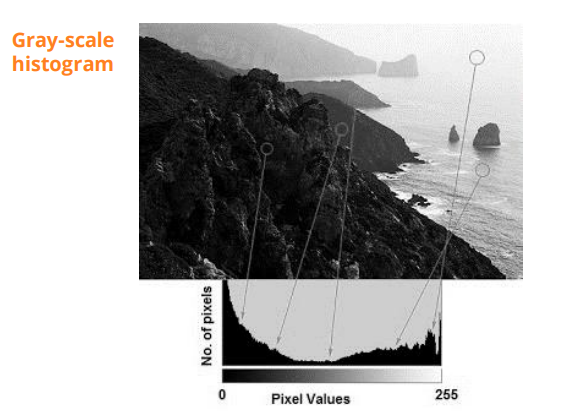 Gray-scale
histogram
No. of pixels
0
255
Pixel Values